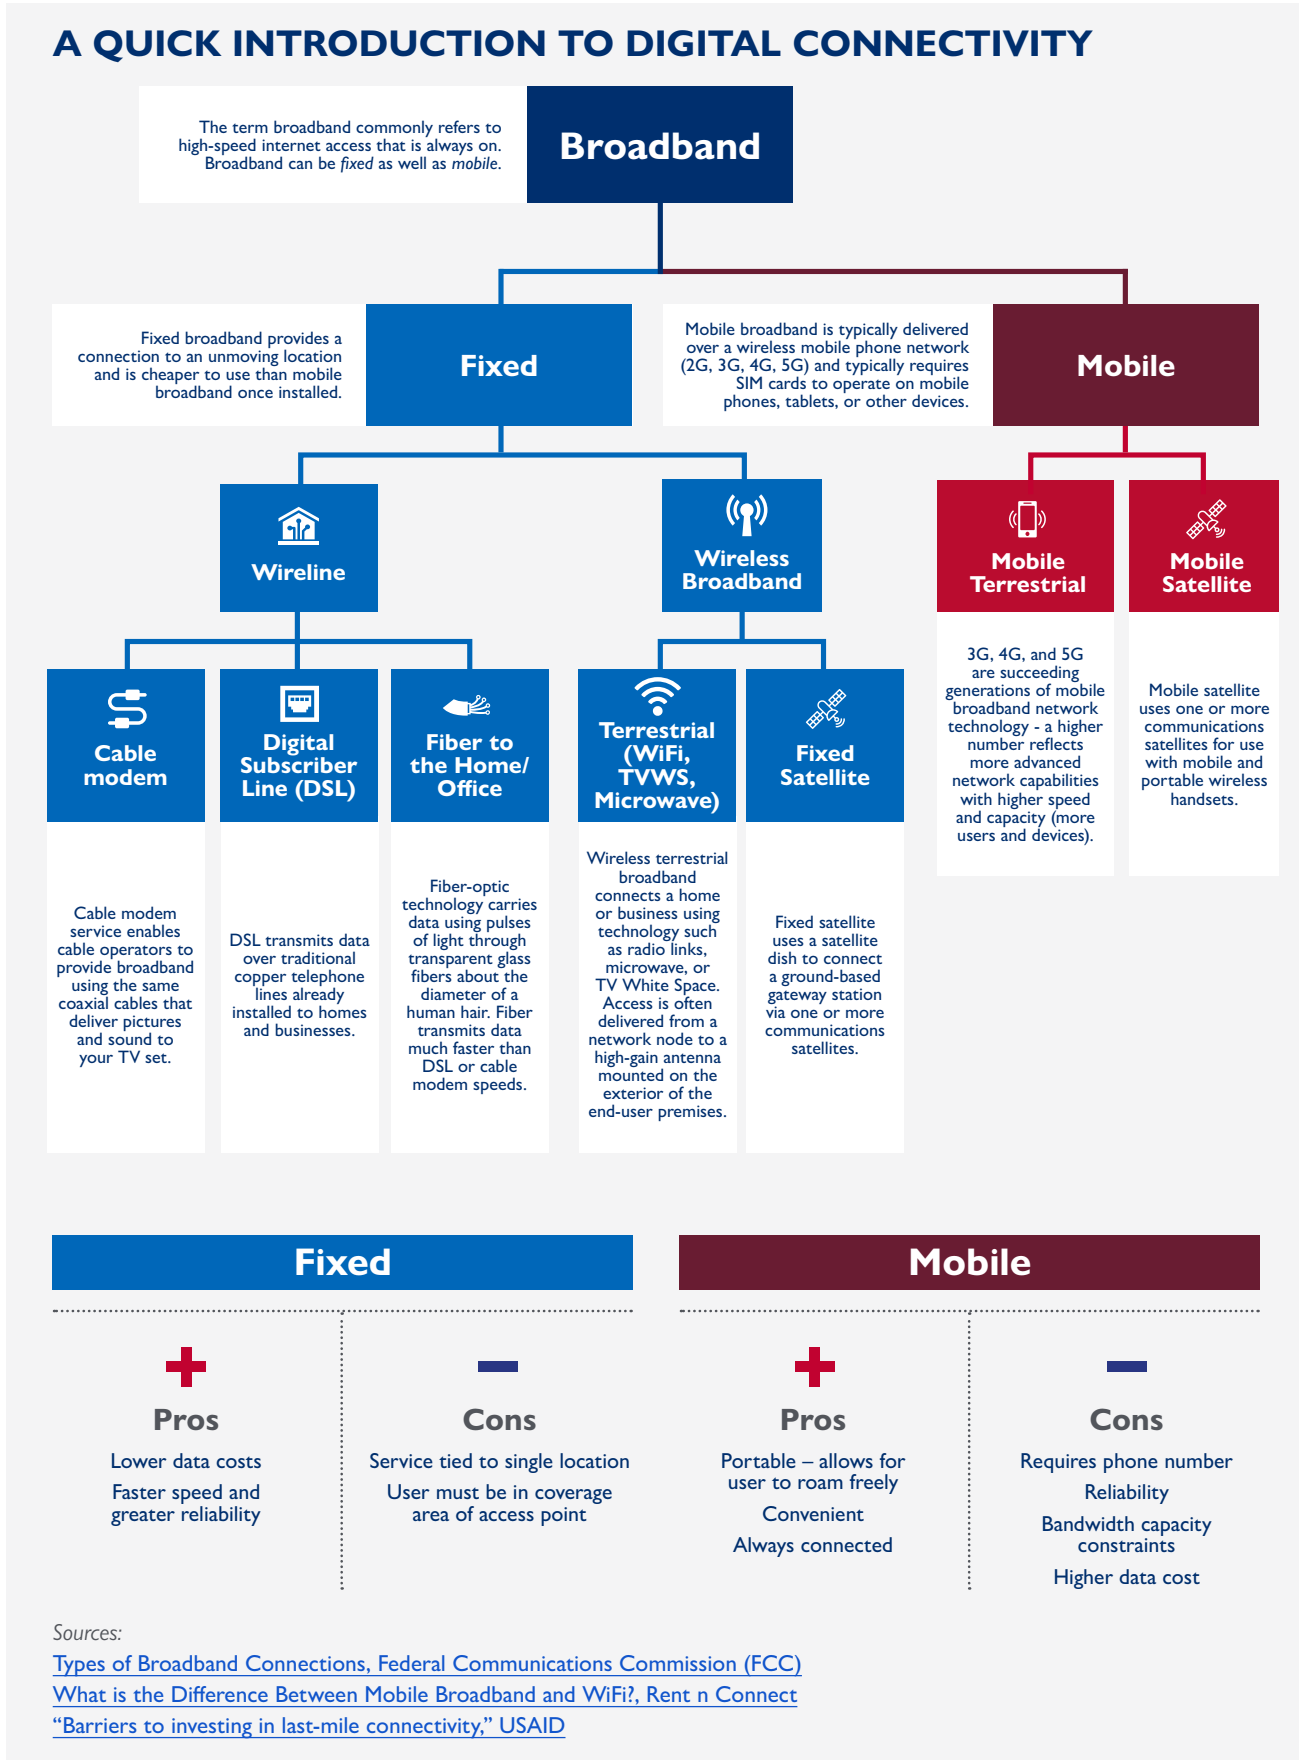 A QUICK INTRODUCTION TO DIGITAL CONNECTIVITY
The term broadband commonly refers to
high-speed internet access that is always on.
Broadband can be fixed as well as mobile.
Broadband
Fixed broadband provides a
connection to an unmoving location
and is cheaper to use than mobile
broadband once installed.
Fixed
Mobile broadband is typically delivered
over a wireless mobile phone network
(2G, 3G, 4G, 5G) and typically requires
SIM cards to operate on mobile
phones, tablets, or other devices.
Mobile
Wireline
Wireless
Broadband
Mobile
Terrestrial
Mobile
Satellite
3G, 4G, and 5G
are succeeding
generations of mobile
broadband network
technology - a higher
number reflects
more advanced
network capabilities
with higher speed
and capacity (more
users and devices).
Mobile satellite
uses one or more
communications
satellites for use
with mobile and
portable wireless
handsets.
Cable
modem
Digital
Subscriber
Line (DSL)
Fiber to
the Home/
Office
Terrestrial
(WiFi,
TVWS,
Microwave)
Fixed
Satellite
Cable modem
service enables
cable operators to
provide broadband
using the same
coaxial cables that
deliver pictures
and sound to
your TV set.
DSL transmits data
over traditional
copper telephone
lines already
installed to homes
and businesses.
Fiber-optic
technology carries
data using pulses
of light through
transparent glass
fibers about the
diameter of a
human hair. Fiber
transmits data
much faster than
DSL or cable
modem speeds.
Wireless terrestrial
broadband
connects a home
or business using
technology such
as radio links,
microwave, or
TV White Space.
Access is often
delivered from a
network node to a
high-gain antenna
mounted on the
exterior of the
end-user premises.
Fixed satellite
uses a satellite
dish to connect
a ground-based
gateway station
via one or more
communications
satellites.
Fixed
Pros
Lower data costs
Faster speed and
greater reliability
Cons
Service tied to single location
User must be in coverage
area of access point
Mobile
Pros
Portable – allows for
user to roam freely
Convenient
Always connected
Cons
Requires phone number
Reliability
Bandwidth capacity
constraints
Higher data cost
Sources:
Types of Broadband Connections, Federal Communications Commission (FCC)
What is the Difference Between Mobile Broadband and WiFi?, Rent n Connect
“Barriers to investing in last-mile connectivity,” USAID